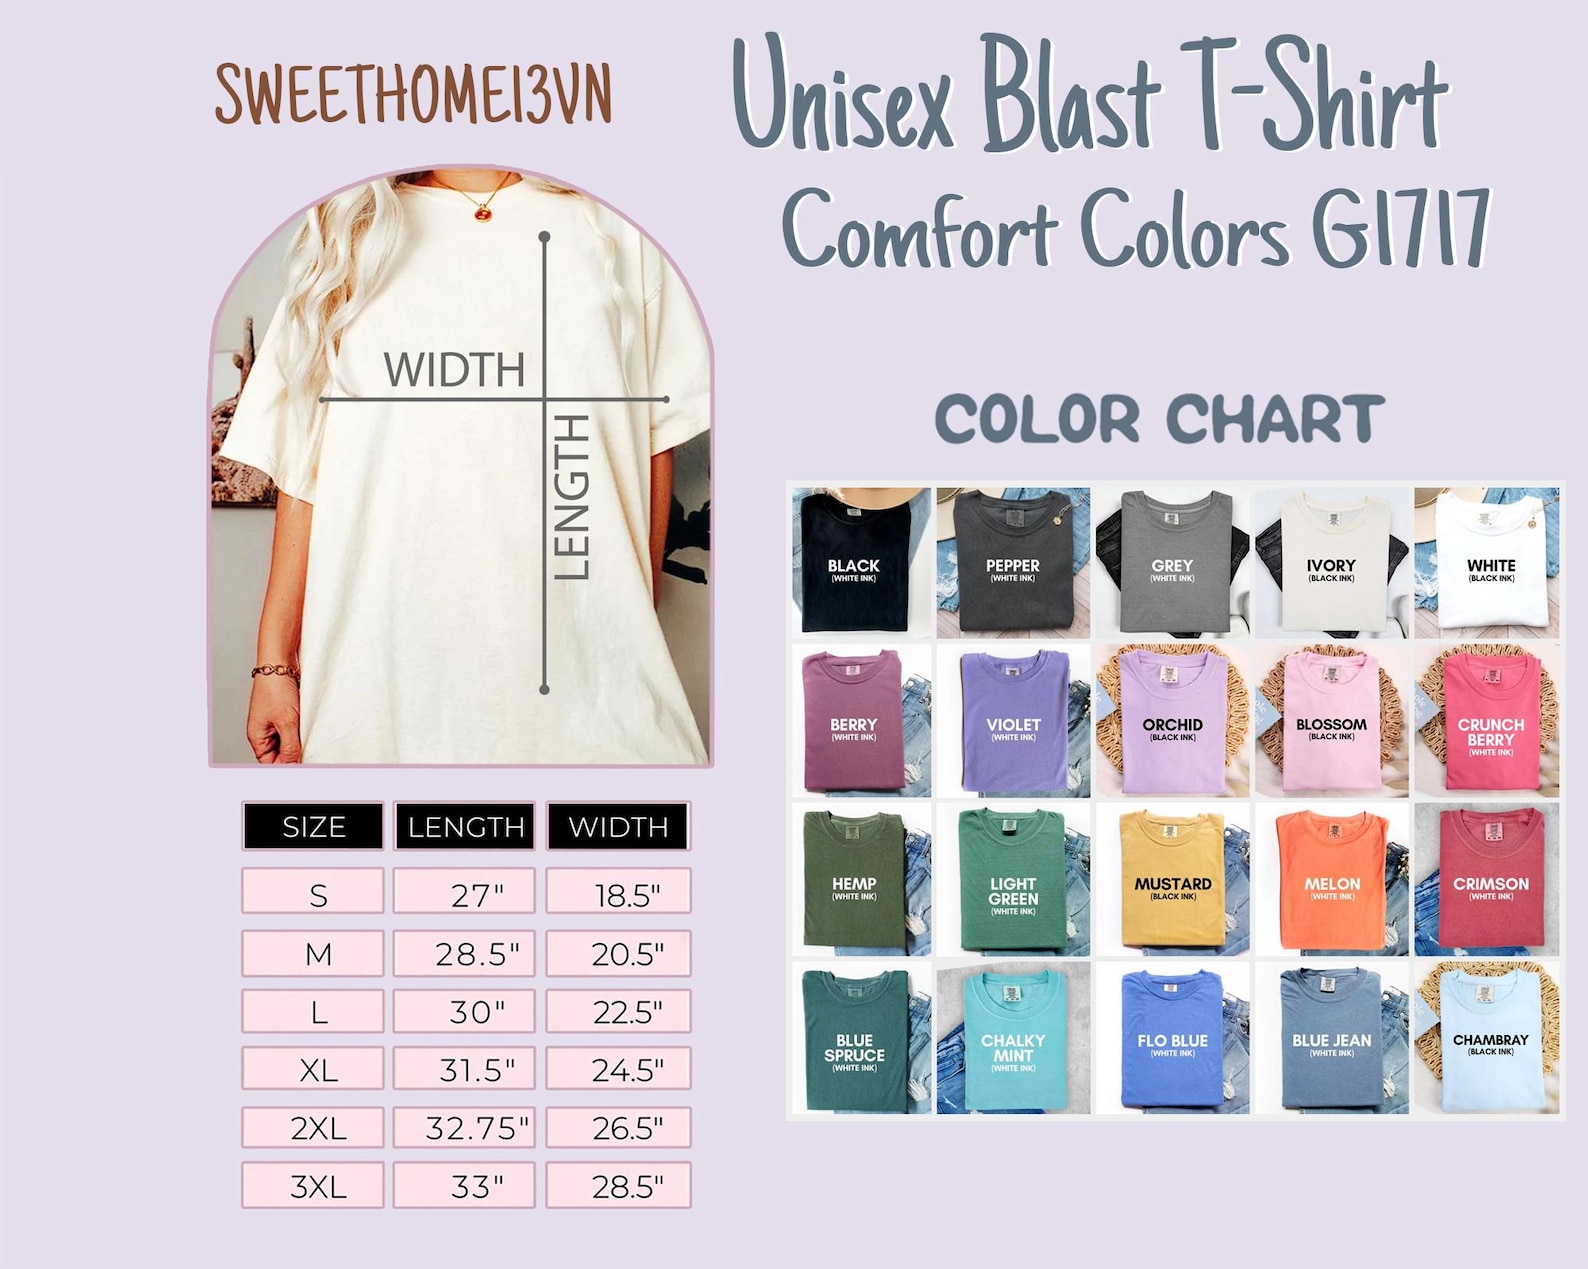 SWEETHOME13VN
Unisex Blast T-Shirt
Comfort Colors G1717
WIDTH
LENGTH
SIZE LENGTH WIDTH
S 27" 18.5"
M 28.5" 20.5"
L 30" 22.5"
XL 31.5" 24.5"
2XL 32.75" 26.5"
3XL 33" 28.5"
COLOR CHART
BLACK
(WHITE INK)
PEPPER
(WHITE INK)
GREY
(WHITE INK)
IVORY
(BLACK INK)
WHITE
(BLACK INK)
BERRY
(WHITE INK)
VIOLET
(WHITE INK)
ORCHID
(BLACK INK)
BLOSSOM
(BLACK INK)
CRUNCH
BERRY
(WHITE INK)
HEMP
(WHITE INK)
LIGHT
GREEN
(WHITE INK)
MUSTARD
(BLACK INK)
MELON
(WHITE INK)
CRIMSON
(WHITE INK)
BLUE
SPRUCE
(WHITE INK)
CHALKY
MINT
(WHITE INK)
FLO BLUE
(WHITE INK)
BLUE JEAN
(WHITE INK)
CHAMBRAY
(BLACK INK)